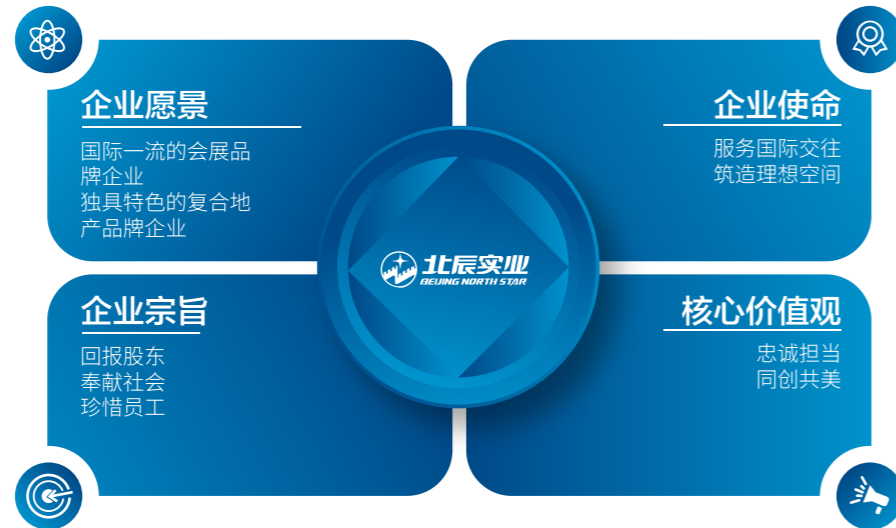 企业愿景
国际一流的会展品
牌企业
独具特色的复合地
产品牌企业
企业使命
服务国际交往
筑造理想空间
北辰实业
BEIJING NORTH STAR
企业宗旨
回报股东
奉献社会
珍惜员工
核心价值观
忠诚担当
同创共美